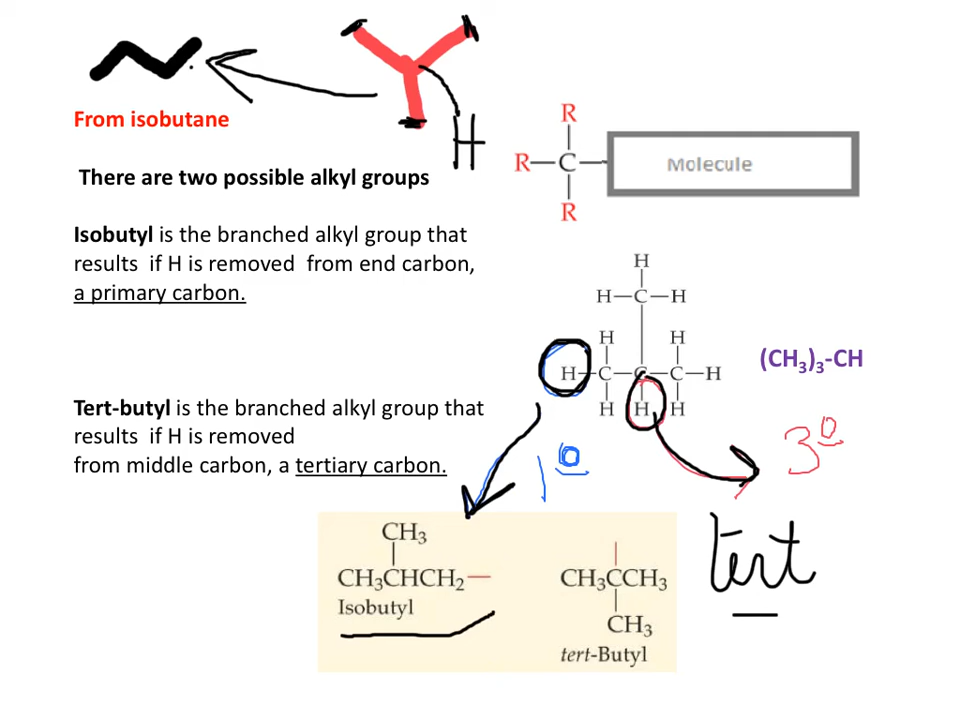 H
From isobutane
There are two possible alkyl groups
R
R—C—
R
Molecule
Isobutyl is the branched alkyl group that
results if H is removed from end carbon,
a primary carbon.
H
H—C—H
H H
H—C—C—C—H
H H H
(CH3)3-CH
Tert-butyl is the branched alkyl group that
results if H is removed
from middle carbon, a tertiary carbon.
1º
3º
tert
CH3
CH3CHCH2—
Isobutyl
CH3CCH3
CH3
tert-Butyl